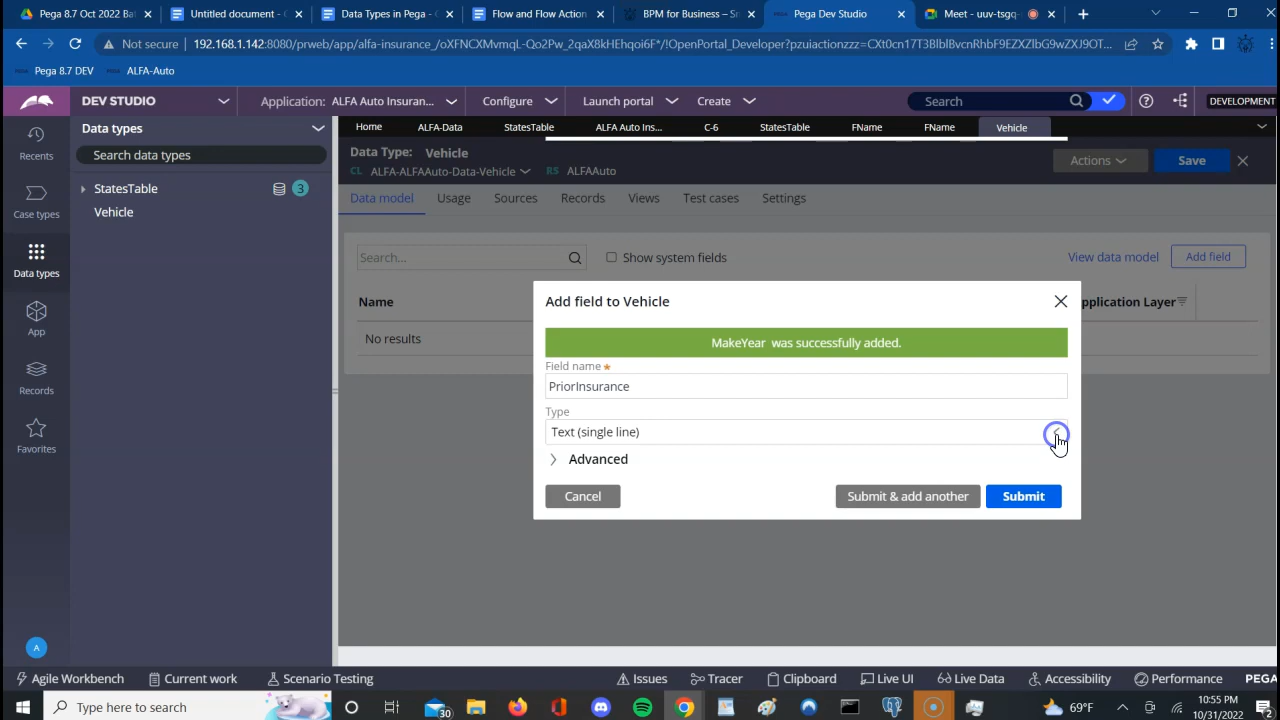 Pega 8.7 Oct 2022 Bat
Untitled document - G
Data Types in Pega - G
Flow and Flow Action
BPM for Business – S
Pega Dev Studio
Meet - uuv-tsgq-
Not secure 192.168.1.142:8080/prweb/app/alfa-insurance_/
Pega 8.7 DEV
ALFA-Auto
DEV STUDIO
Application: ALFA Auto Insuran...
Configure
Launch portal
Create
Search
DEVELOPMENT
Recents
Case types
Data types
App
Records
Favorites
A
Data types
Search data types
StatesTable
3
Vehicle
Home
ALFA-Data
StatesTable
ALFA Auto Ins...
C-6
StatesTable
FName
FName
Vehicle
Data Type: Vehicle
CL ALFA-ALFAAuto-Data-Vehicle RS ALFAAuto
Actions
Save
Data model
Usage
Sources
Records
Views
Test cases
Settings
Search...
Show system fields
View data model
Add field
Name
pplication Layer
No results
Add field to Vehicle
MakeYear was successfully added.
Field name
PriorInsurance
Type
Text (single line)
Advanced
Cancel
Submit & add another
Submit
Agile Workbench
Current work
Scenario Testing
Issues
Tracer
Clipboard
Live UI
Live Data
Accessibility
Performance
PEGA
Type here to search
30
69°F
10:55 PM
10/31/2022
2